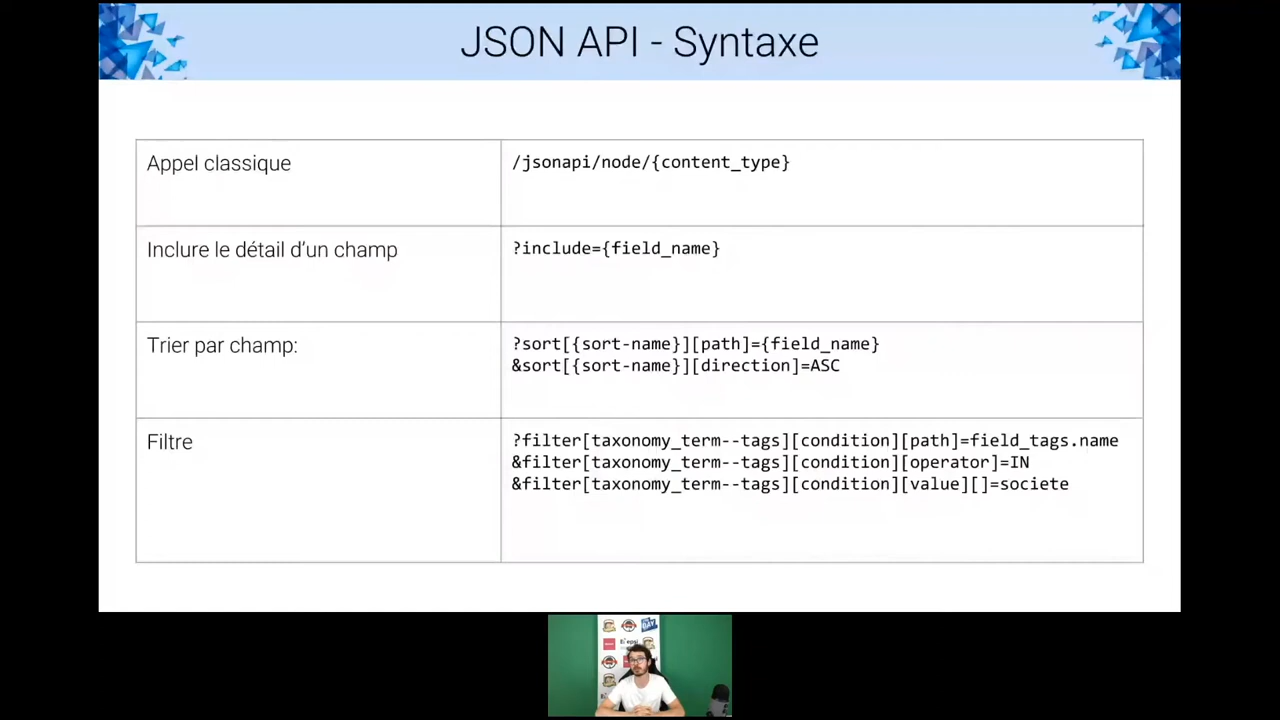 JSON API - Syntaxe
Appel classique
/jsonapi/node/{content_type}
Inclure le détail d'un champ
?include={field_name}
Trier par champ:
?sort[{sort-name}][path]={field_name}
&sort[{sort-name}][direction]=ASC
Filtre
?filter[taxonomy_term--tags][condition][path]=field_tags.name
&filter[taxonomy_term--tags][condition][operator]=IN
&filter[taxonomy_term--tags][condition][value][]=societe
epsi